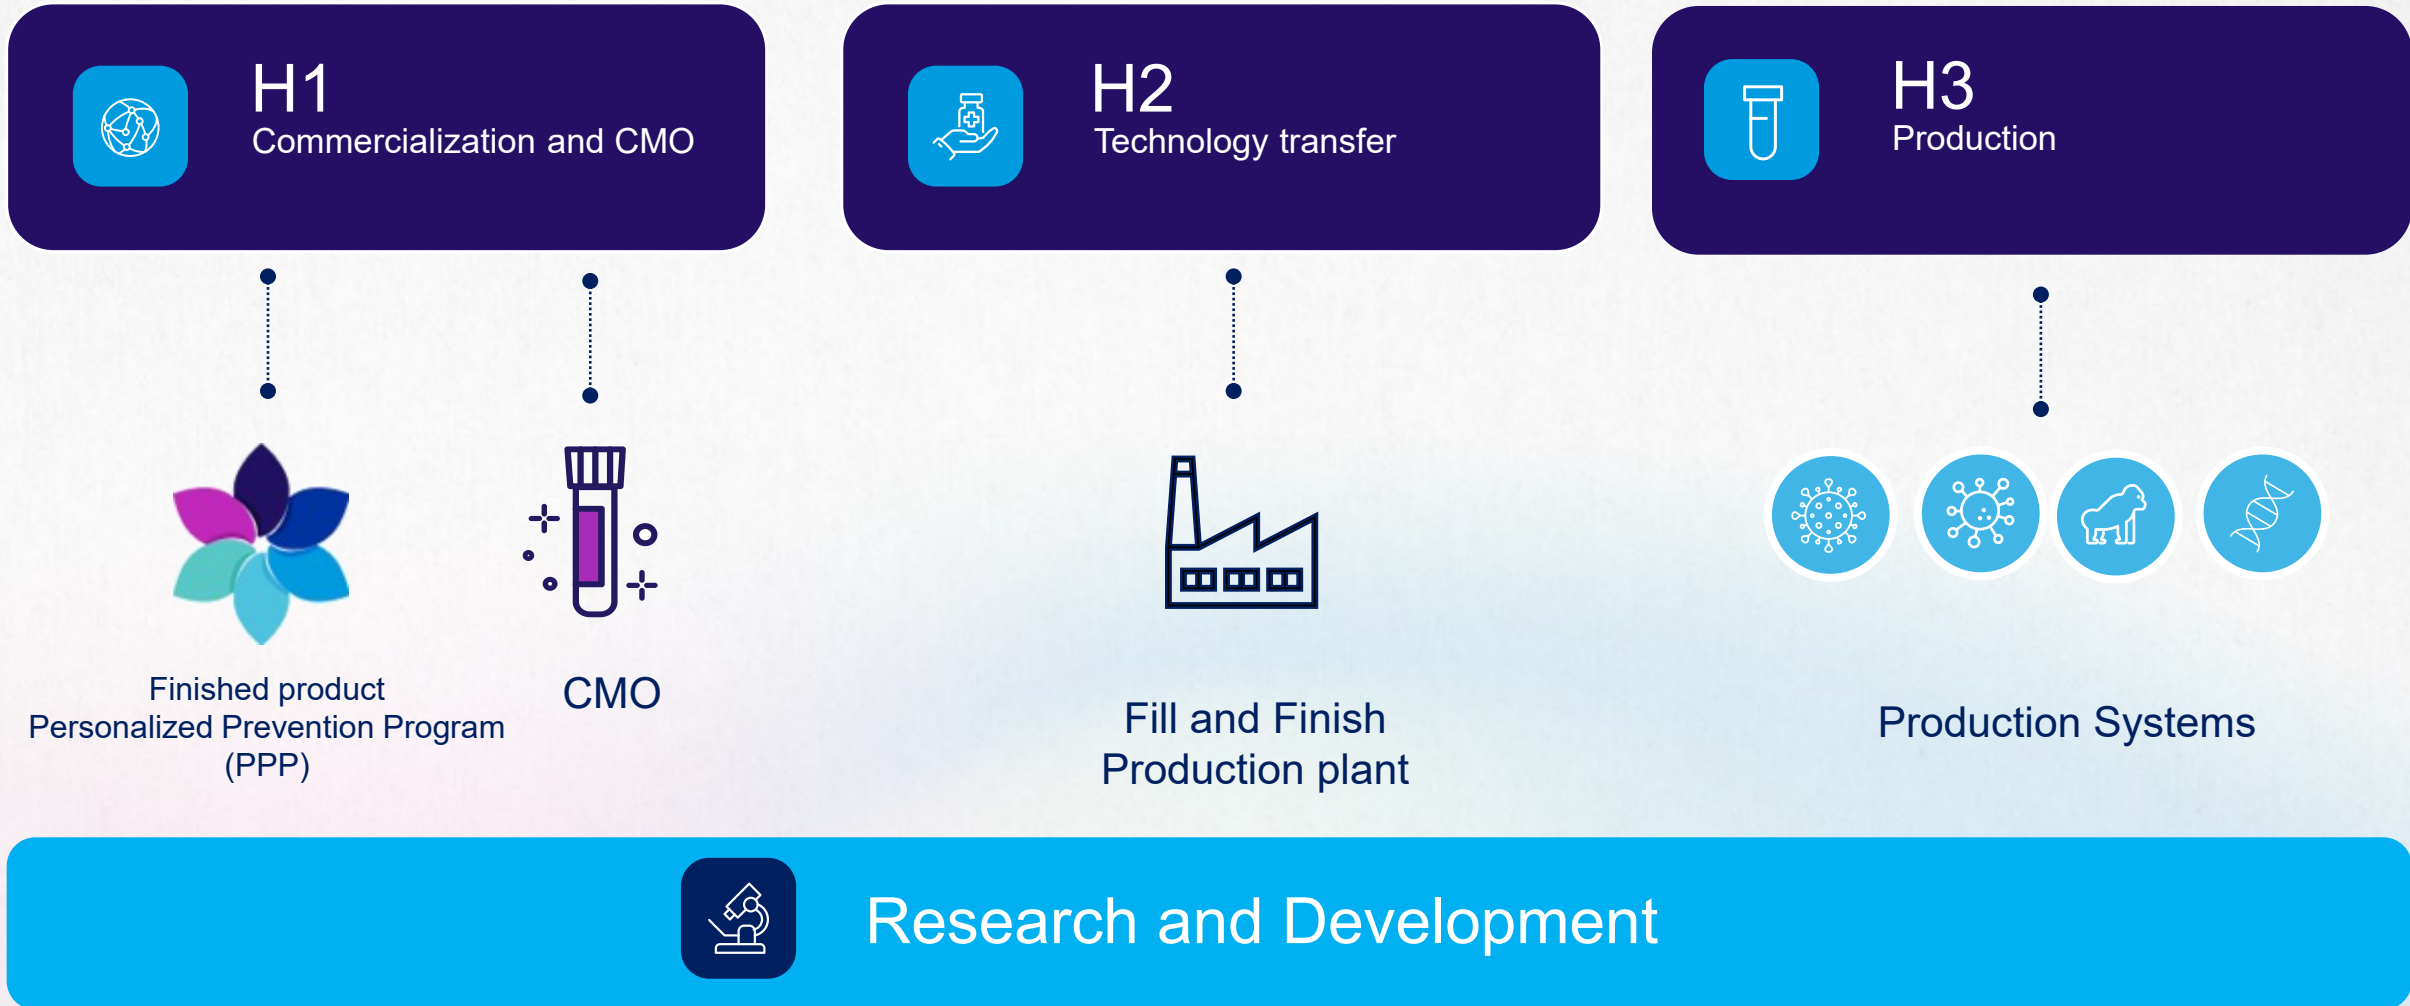 H1
Commercialization and CMO
H2
Technology transfer
H3
Production
Finished product
Personalized Prevention Program
(PPP)
CMO
Fill and Finish
Production plant
Production Systems
Research and Development